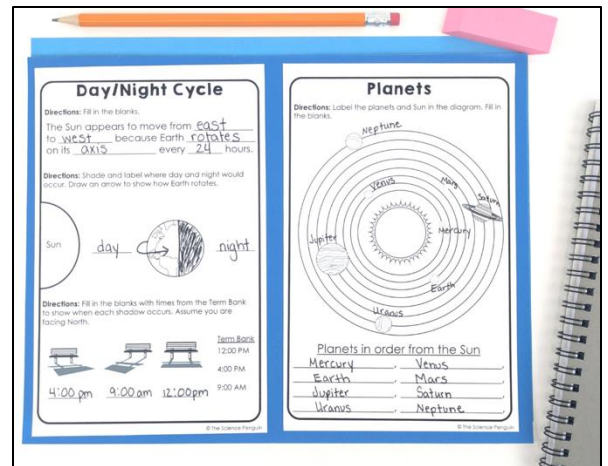 Day/Night Cycle
Directions: Fill in the blanks.
The Sun appears to move from east
to west because Earth rotates
on its axis every 24 hours.
Directions: Shade and label where day and night would
occur. Draw an arrow to show how Earth rotates.
Sun
day
night
Directions: Fill in the blanks with times from the Term Bank
to show when each shadow occurs. Assume you are
facing North.
Term Bank
12:00 PM
4:00 PM
9:00 AM
4:00 pm 9:00 am 12:00pm
© The Science Penguin
Planets
Directions: Label the planets and Sun in the diagram. Fill in
the blanks.
Neptune
Venus
Mars
Saturn
Mercury
Jupiter
Earth
Uranus
Planets in order from the Sun
Mercury, Venus,
Earth, Mars,
Jupiter, Saturn,
Uranus, Neptune
© The Science Penguin